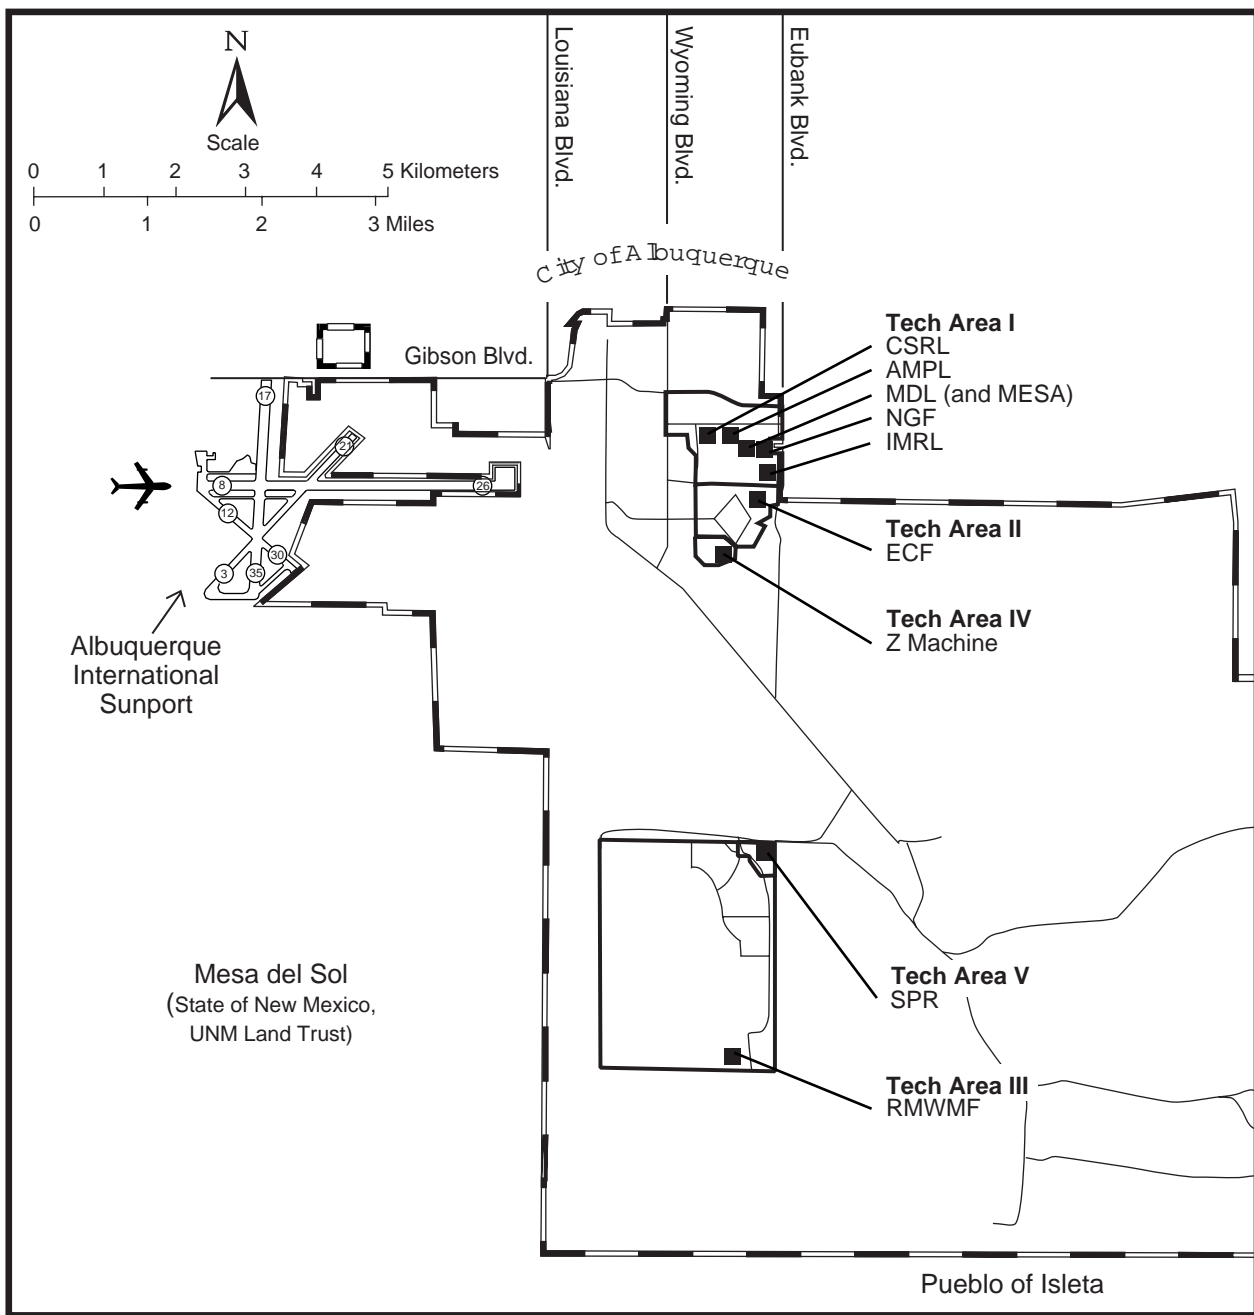 N
Scale
0 1 2 3 4 5 Kilometers
0 1 2 3 Miles
Louisiana Blvd.
Wyoming Blvd.
Eubank Blvd.
City of Albuquerque
Gibson Blvd.
Tech Area I
CSRL
AMPL
MDL (and MESA)
NGF
IMRL
17
21
8
26
12
30
3
35
Tech Area II
ECF
Tech Area IV
Z Machine
Albuquerque
International
Sunport
Mesa del Sol
(State of New Mexico,
UNM Land Trust)
Tech Area V
SPR
Tech Area III
RMWMF
Pueblo of Isleta